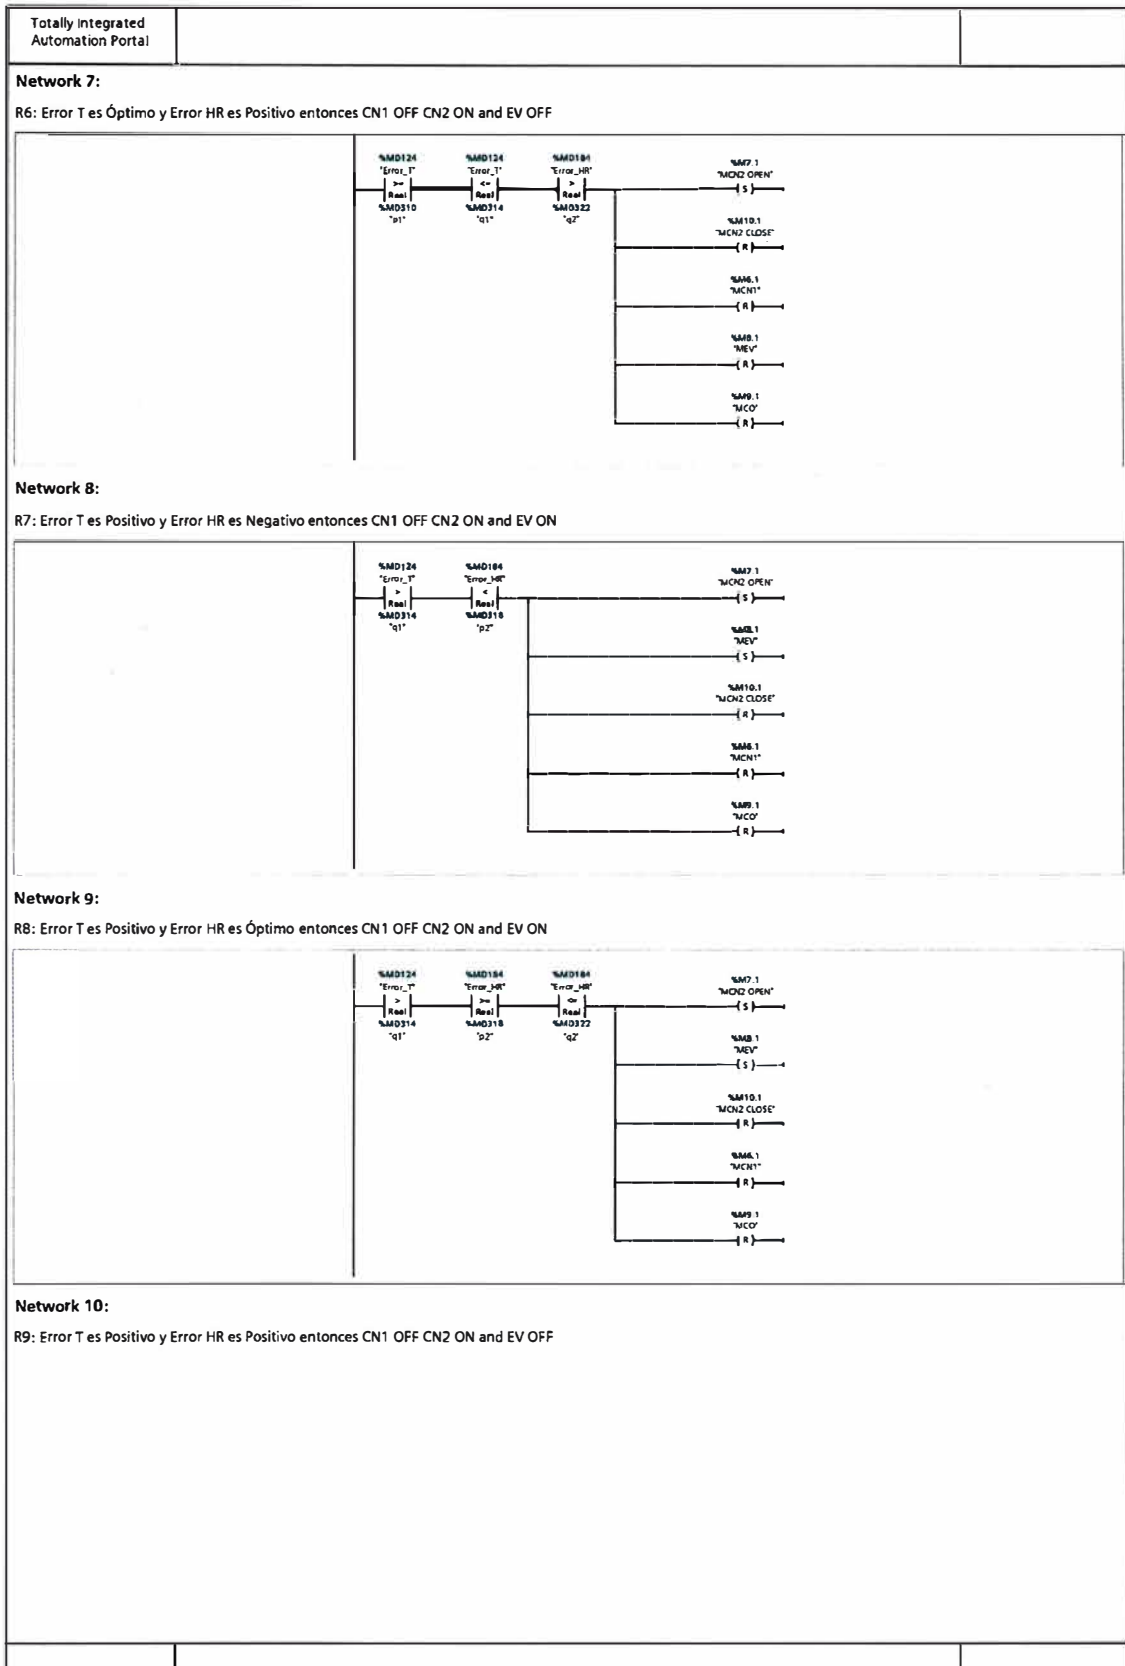 Totally Integrated
Automation Portal
Network 7:
R6: Error T es Óptimo y Error HR es Positivo entonces CN1 OFF CN2 ON and EV OFF
%MD124 %MD124 %MD184
"Error_T" "Error_T" "Error_HR"
>= <= >
Real Real Real
%MD310 %MD314 %MD322
"p1" "q1" "q2"
%M7.1
"MCN2 OPEN"
( S )
%M10.1
"MCN2 CLOSE"
( R )
%M6.1
"MCN1"
( R )
%M8.1
"MEV"
( R )
%M9.1
"MCO"
( R )
Network 8:
R7: Error T es Positivo y Error HR es Negativo entonces CN1 OFF CN2 ON and EV ON
%MD124 %MD184
"Error_T" "Error_HR"
> <
Real Real
%MD314 %MD318
"q1" "p2"
%M7.1
"MCN2 OPEN"
( S )
%M8.1
"MEV"
( S )
%M10.1
"MCN2 CLOSE"
( R )
%M6.1
"MCN1"
( R )
%M9.1
"MCO"
( R )
Network 9:
R8: Error T es Positivo y Error HR es Óptimo entonces CN1 OFF CN2 ON and EV ON
%MD124 %MD184 %MD184
"Error_T" "Error_HR" "Error_HR"
> >= <=
Real Real Real
%MD314 %MD318 %MD322
"q1" "p2" "q2"
%M7.1
"MCN2 OPEN"
( S )
%M8.1
"MEV"
( S )
%M10.1
"MCN2 CLOSE"
( R )
%M6.1
"MCN1"
( R )
%M9.1
"MCO"
( R )
Network 10:
R9: Error T es Positivo y Error HR es Positivo entonces CN1 OFF CN2 ON and EV OFF